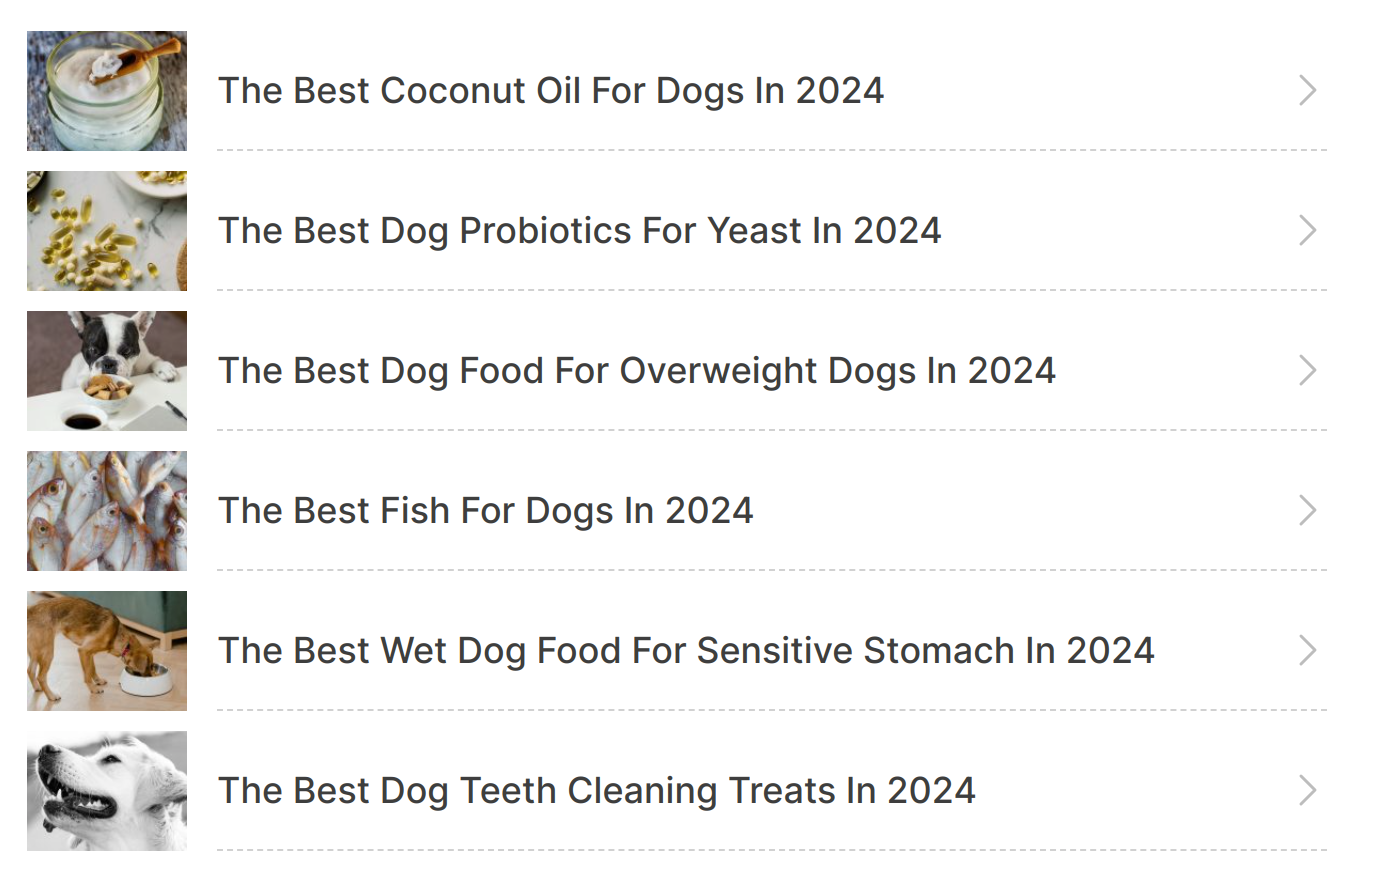 The Best Coconut Oil For Dogs In 2024
The Best Dog Probiotics For Yeast In 2024
The Best Dog Food For Overweight Dogs In 2024
The Best Fish For Dogs In 2024
The Best Wet Dog Food For Sensitive Stomach In 2024
The Best Dog Teeth Cleaning Treats In 2024